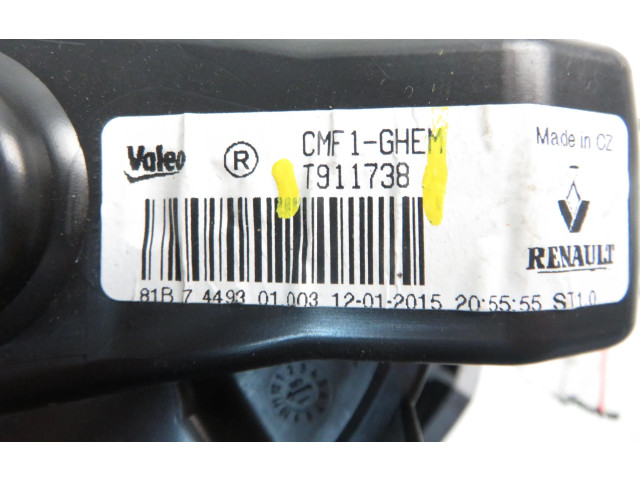 Valeo
®
CMF1-GHEM
T911738
Made in CZ
RENAULT
81B 7 4493 01.003 12-01-2015 20:55:55 ST1.0